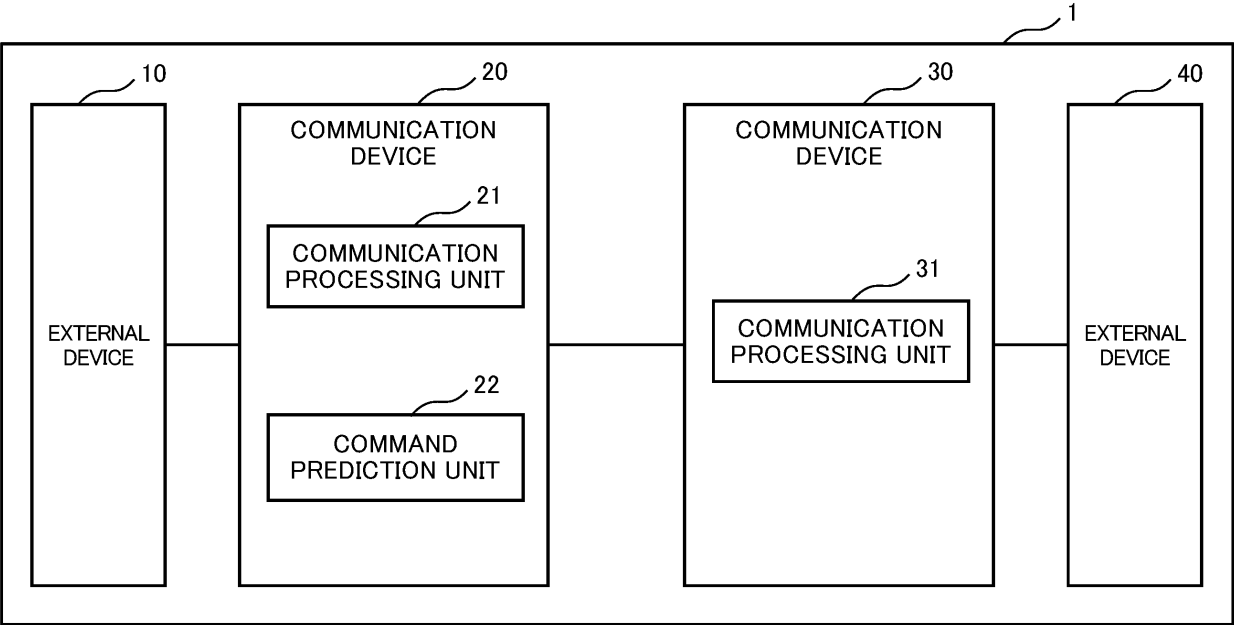 1
10
20
30
40
COMMUNICATION
DEVICE
COMMUNICATION
DEVICE
21
COMMUNICATION
PROCESSING UNIT
31
COMMUNICATION
PROCESSING UNIT
EXTERNAL
DEVICE
EXTERNAL
DEVICE
22
COMMAND
PREDICTION UNIT